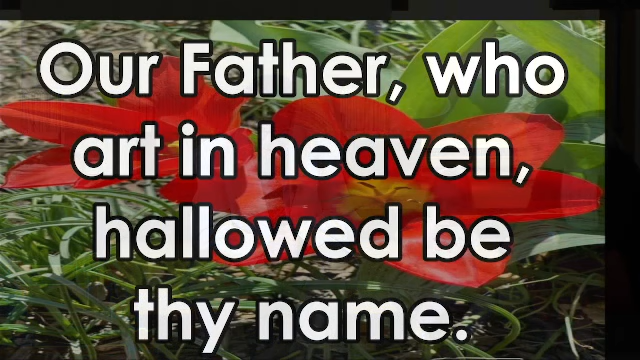 Our Father, who
art in heaven,
hallowed be
thy name.